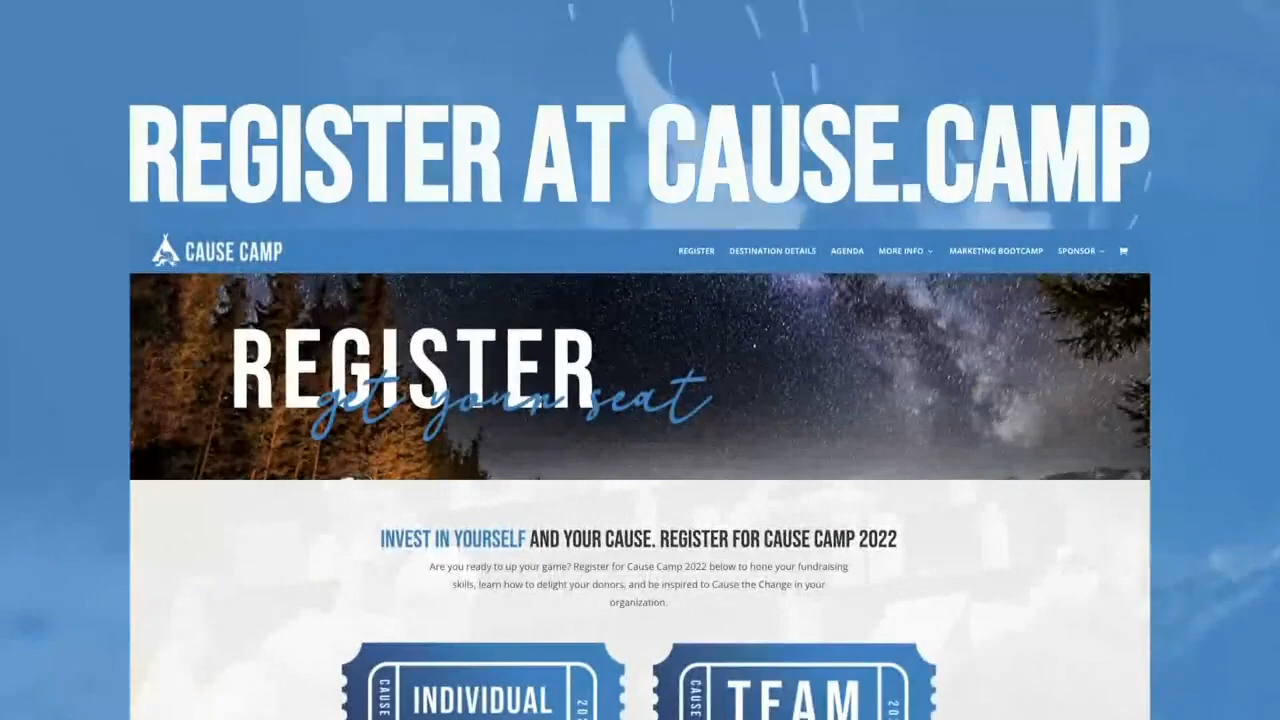 REGISTER AT CAUSE.CAMP
CAUSE CAMP
REGISTER DESTINATION DETAILS AGENDA MORE INFO MARKETING BOOTCAMP SPONSOR
REGISTER
get your seat
INVEST IN YOURSELF AND YOUR CAUSE. REGISTER FOR CAUSE CAMP 2022
Are you ready to up your game? Register for Cause Camp 2022 below to hone your fundraising
skills, learn how to delight your donors, and be inspired to Cause the Change in your
organization.
CAUSE INDIVIDUAL
CAUSE TEAM